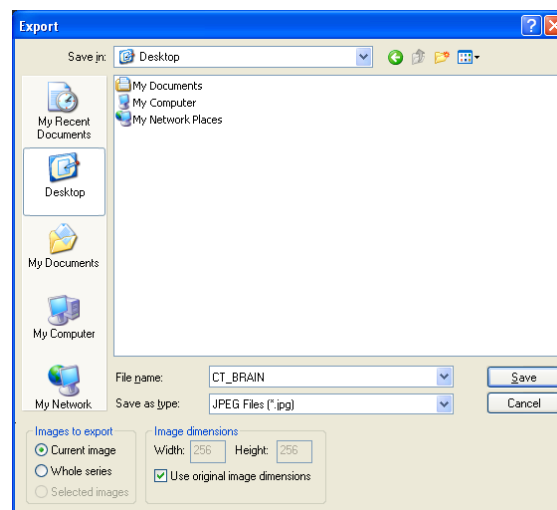 Export
Save in: Desktop
My Documents
My Computer
My Network Places
My Recent
Documents
Desktop
My Documents
My Computer
My Network
File name: CT_BRAIN Save
Save as type: JPEG Files (*.jpg) Cancel
Images to export
Current image
Whole series
Selected images
Image dimensions
Width: 256 Height: 256
Use original image dimensions